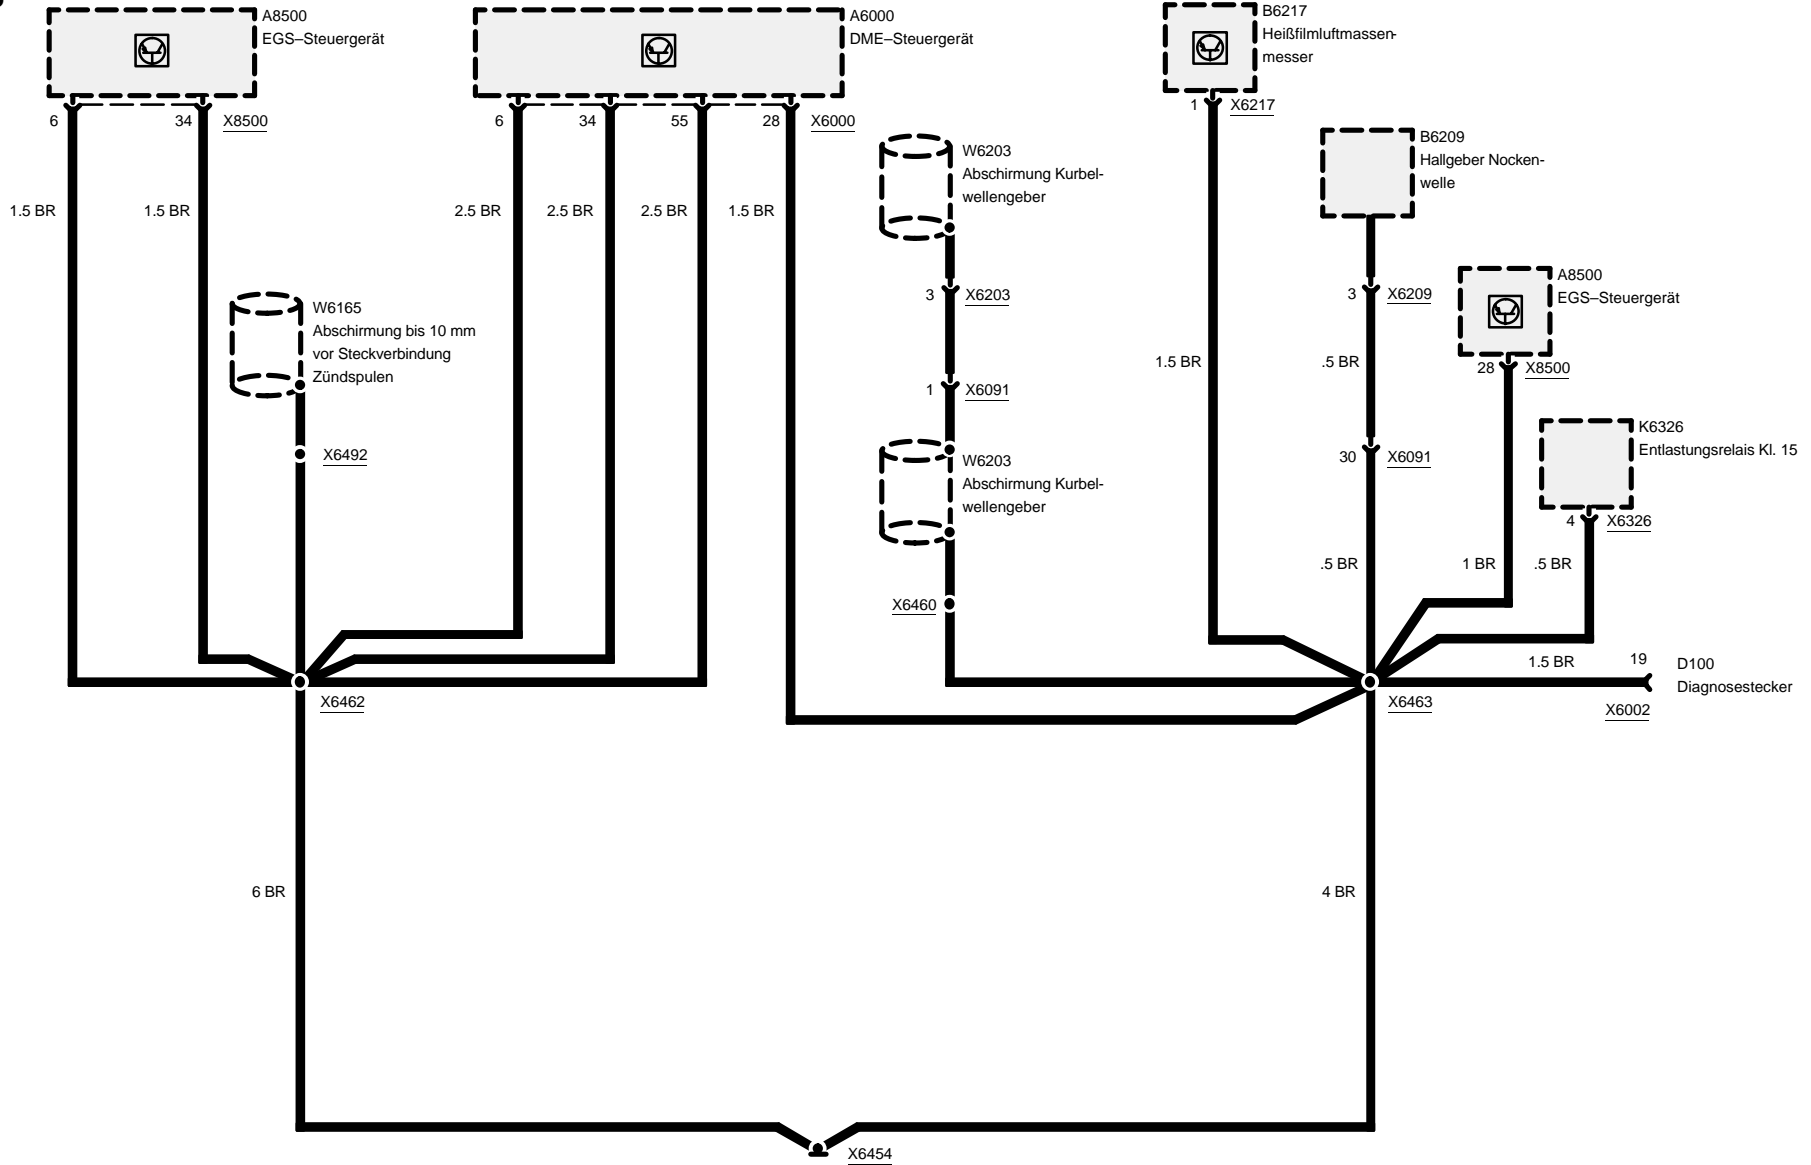 A8500
EGS–Steuergerät
6
34
X8500
A6000
DME–Steuergerät
6
34
55
28
X6000
B6217
Heißfilmluftmassen-
messer
1
X6217
B6209
Hallgeber Nocken-
welle
W6203
Abschirmung Kurbel-
wellengeber
1.5 BR
1.5 BR
2.5 BR
2.5 BR
2.5 BR
1.5 BR
W6165
Abschirmung bis 10 mm
vor Steckverbindung
Zündspulen
3
X6203
3
X6209
A8500
EGS–Steuergerät
28
X8500
1.5 BR
.5 BR
1
X6091
X6492
W6203
Abschirmung Kurbel-
wellengeber
30
X6091
K6326
Entlastungsrelais Kl. 15
4
X6326
.5 BR
1 BR
.5 BR
X6460
1.5 BR
19
D100
Diagnosestecker
X6002
X6462
X6463
6 BR
4 BR
X6454